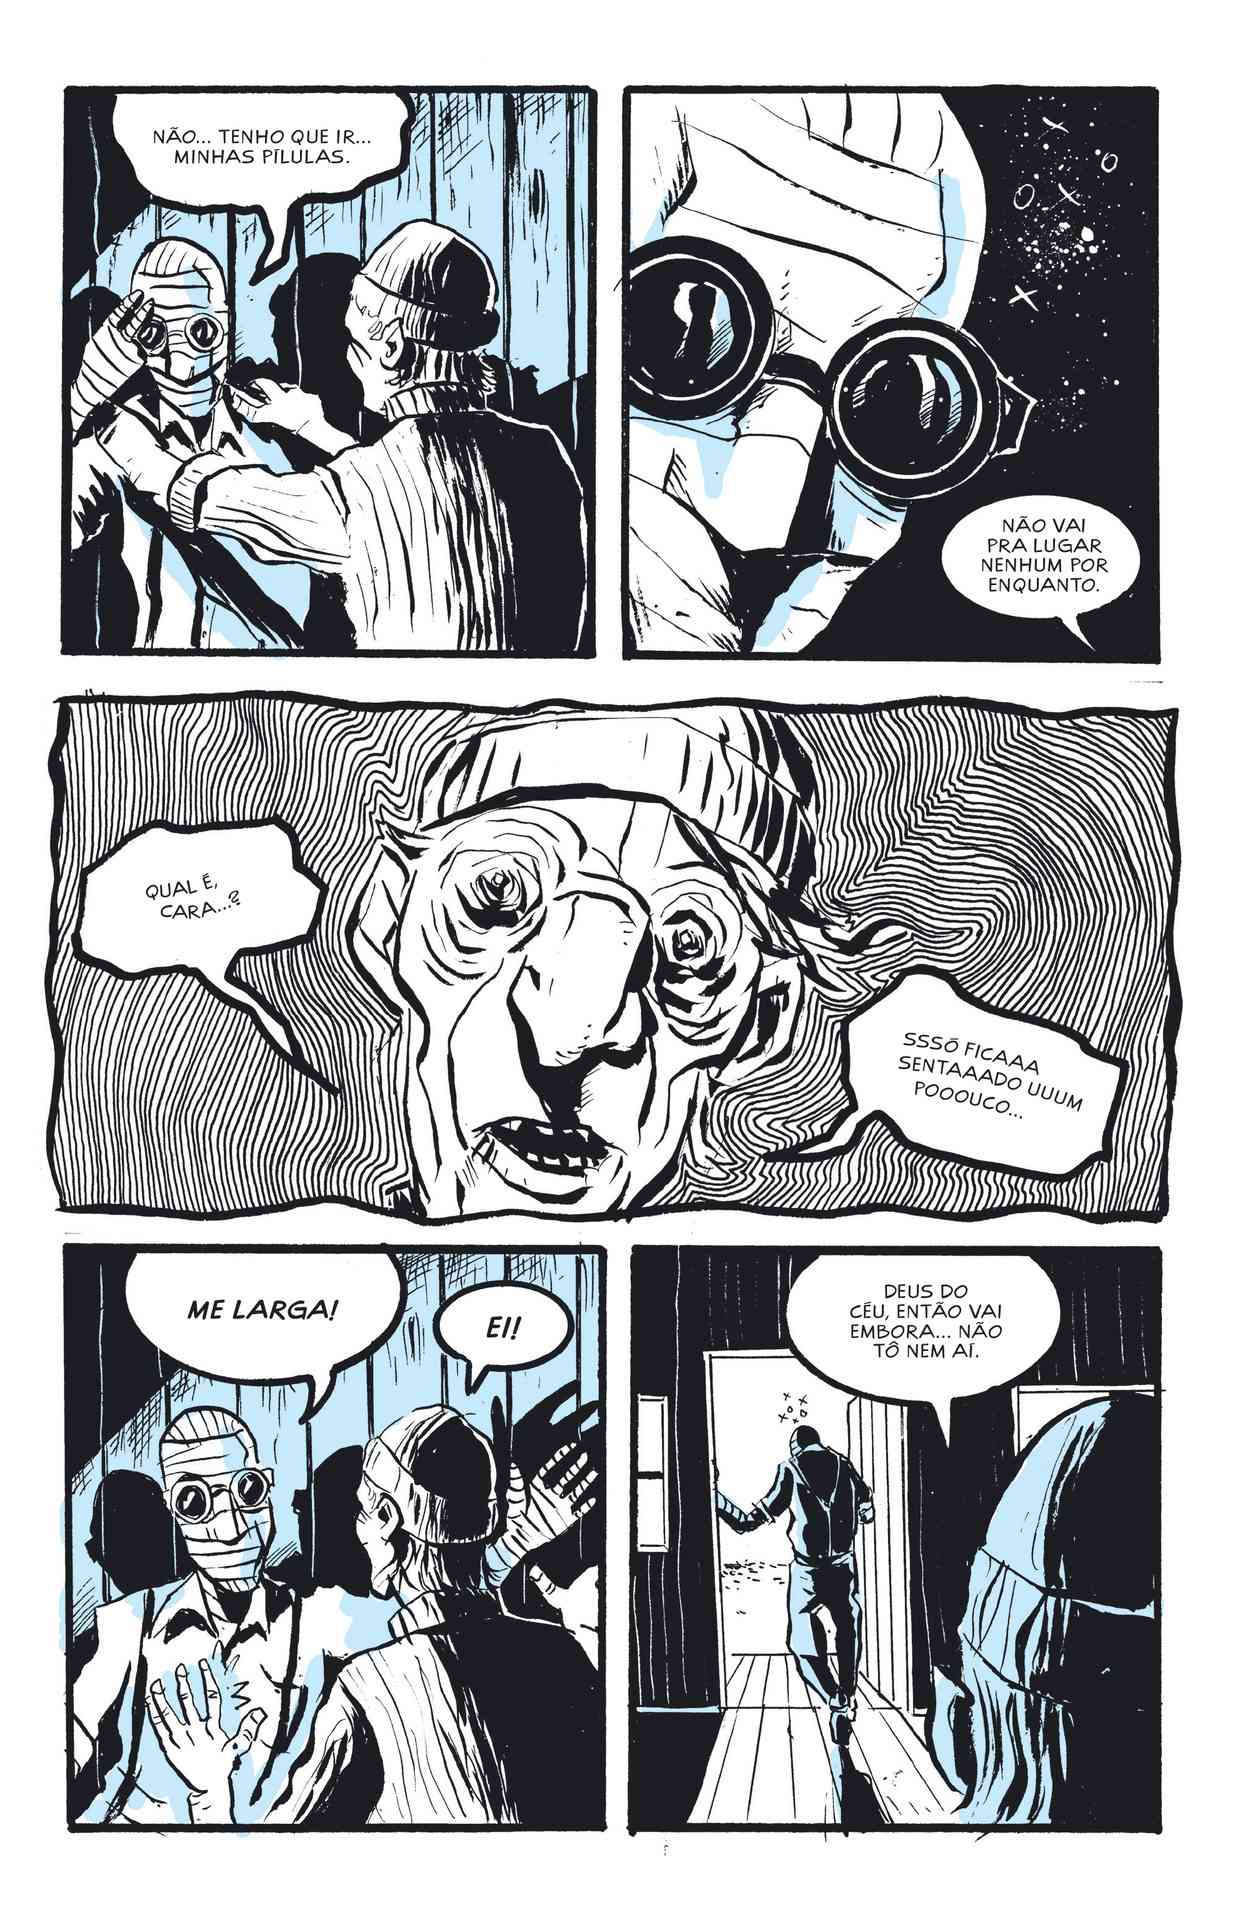 NÃO... TENHO QUE IR...
MINHAS PÍLULAS.
NÃO VAI
PRA LUGAR
NENHUM POR
ENQUANTO.
QUAL É,
CARA...?
SSSÓ FICAAA
SENTAAADO UUUM
POOOUCO...
ME LARGA!
EI!
DEUS DO
CÉU, ENTÃO VAI
EMBORA... NÃO
TÔ NEM AÍ.